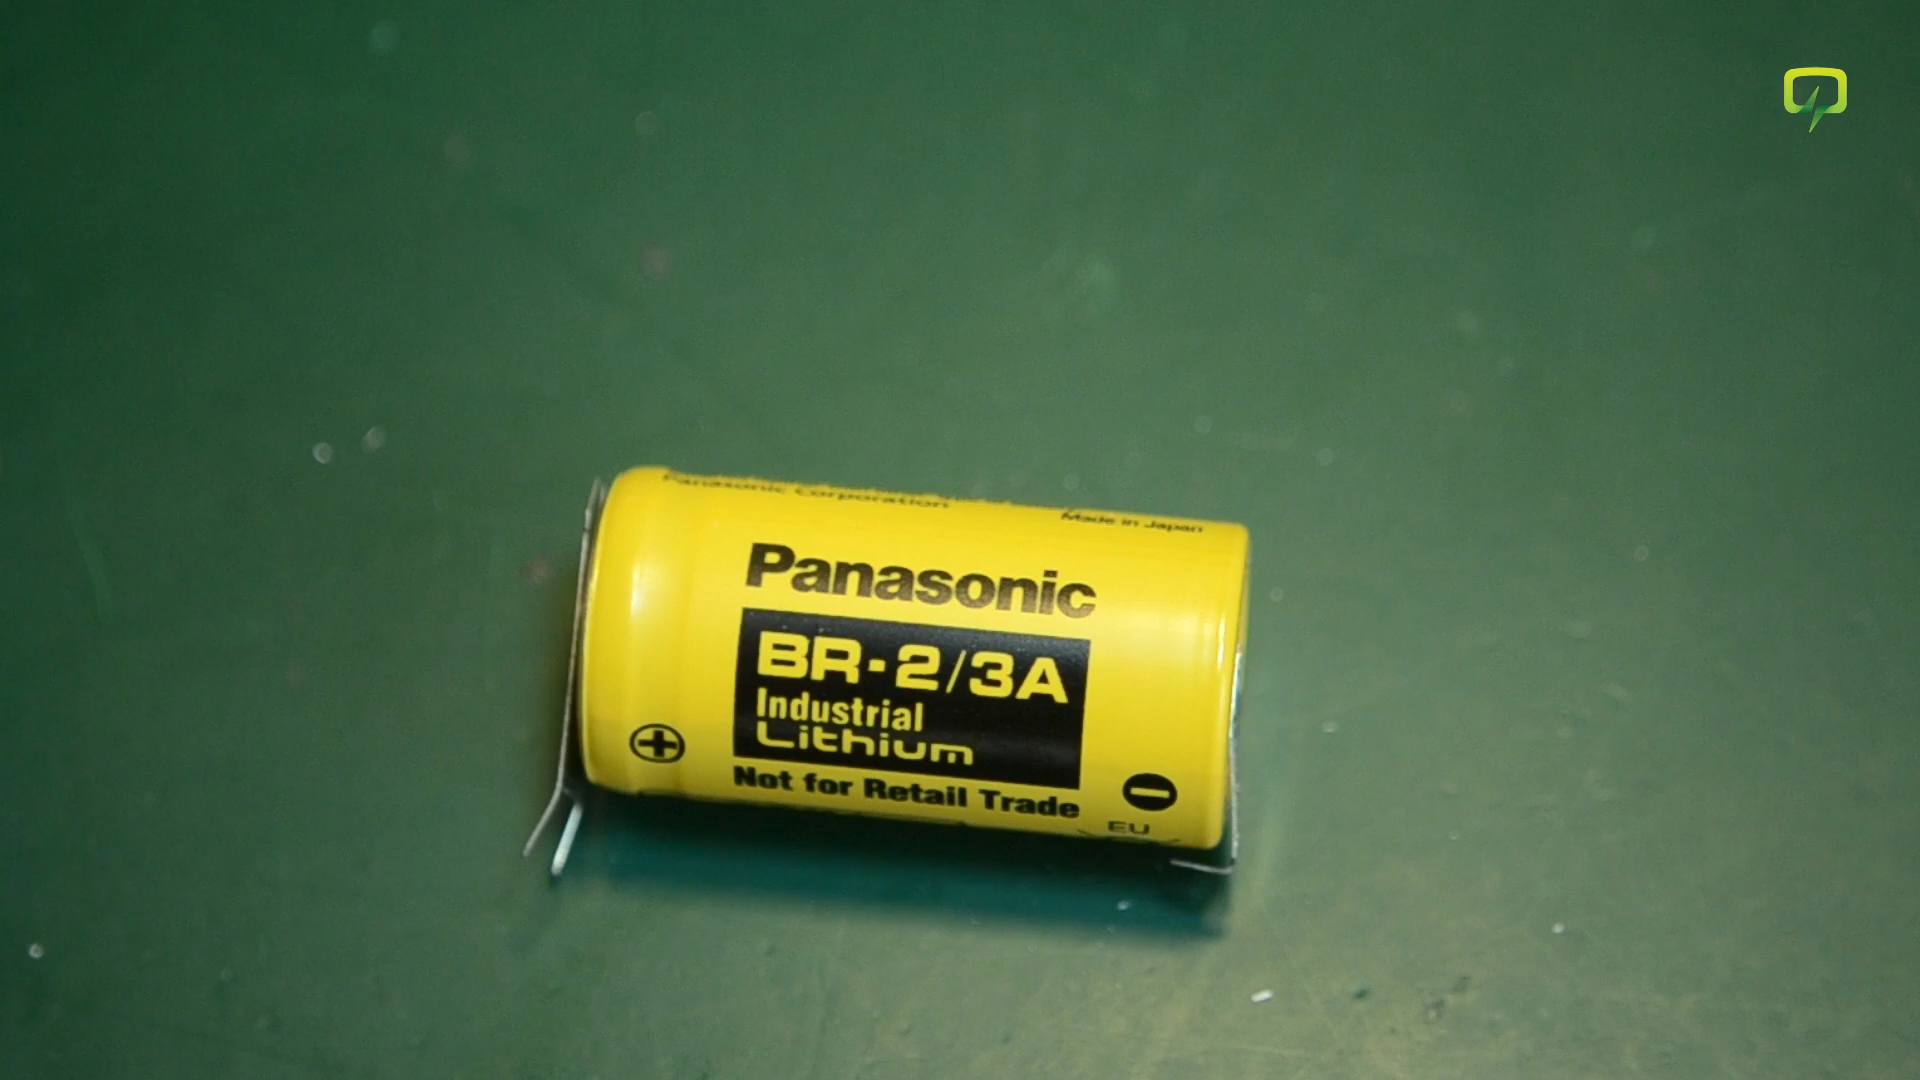 Panasonic Corporation
Made in Japan
Panasonic
BR-2/3A
Industrial
Lithium
Not for Retail Trade
EU